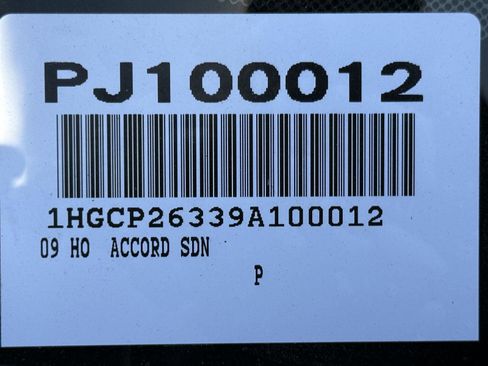 PJ100012
1HGCP26339A100012
09 HO ACCORD SDN
P